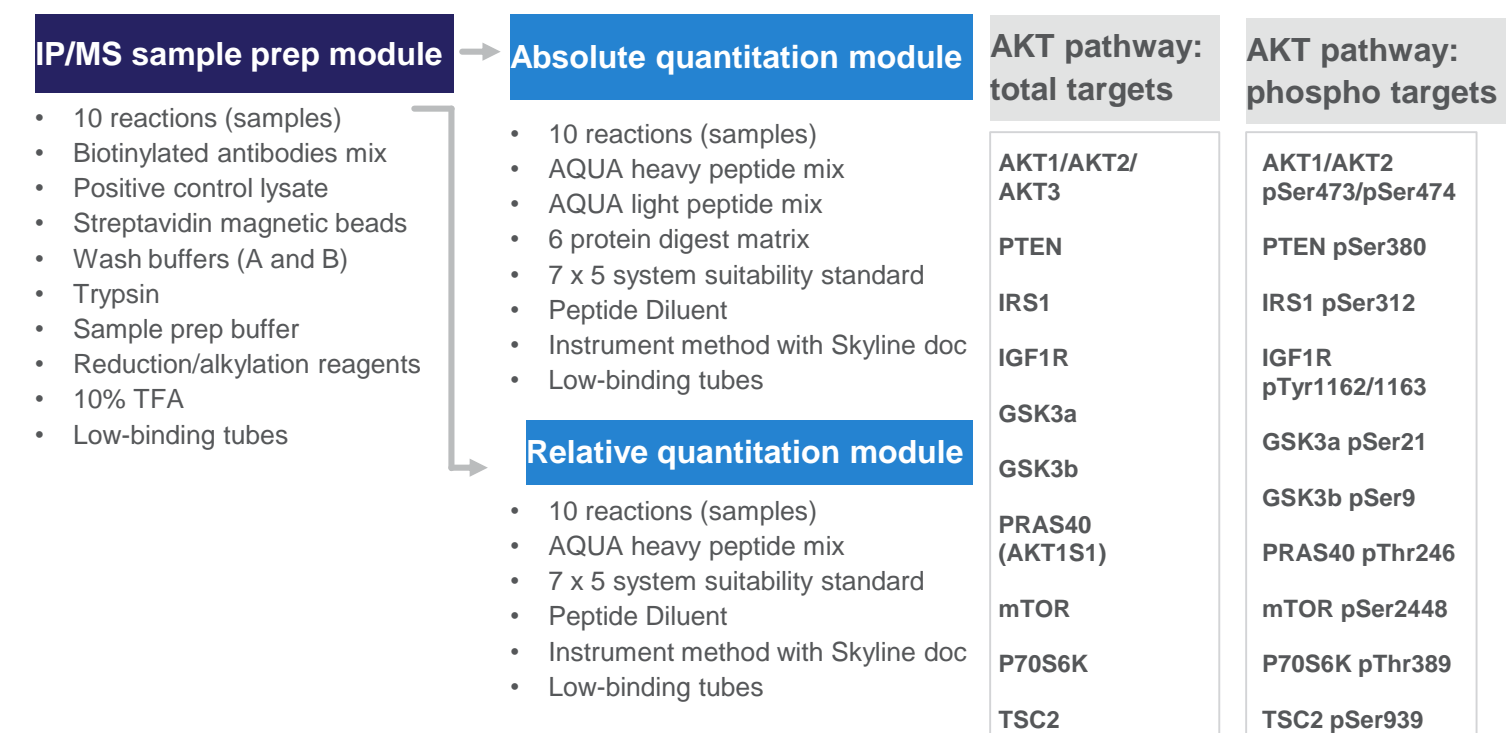 IP/MS sample prep module
• 10 reactions (samples)
• Biotinylated antibodies mix
• Positive control lysate
• Streptavidin magnetic beads
• Wash buffers (A and B)
• Trypsin
• Sample prep buffer
• Reduction/alkylation reagents
• 10% TFA
• Low-binding tubes
Absolute quantitation module
• 10 reactions (samples)
• AQUA heavy peptide mix
• AQUA light peptide mix
• 6 protein digest matrix
• 7 x 5 system suitability standard
• Peptide Diluent
• Instrument method with Skyline doc
• Low-binding tubes
Relative quantitation module
• 10 reactions (samples)
• AQUA heavy peptide mix
• 7 x 5 system suitability standard
• Peptide Diluent
• Instrument method with Skyline doc
• Low-binding tubes
AKT pathway:
total targets
AKT1/AKT2/
AKT3
PTEN
IRS1
IGF1R
GSK3a
GSK3b
PRAS40
(AKT1S1)
mTOR
P70S6K
TSC2
AKT pathway:
phospho targets
AKT1/AKT2
pSer473/pSer474
PTEN pSer380
IRS1 pSer312
IGF1R
pTyr1162/1163
GSK3a pSer21
GSK3b pSer9
PRAS40 pThr246
mTOR pSer2448
P70S6K pThr389
TSC2 pSer939